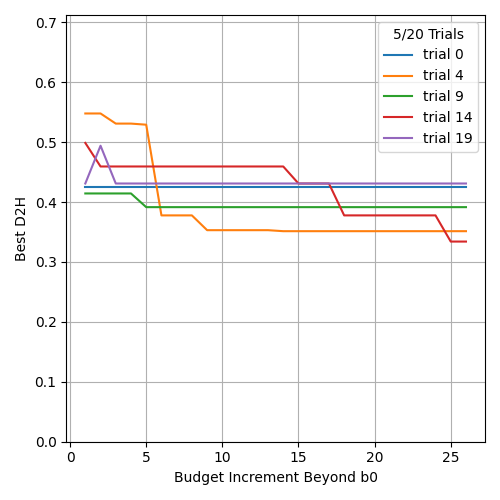 5/20 Trials
trial 0
trial 4
trial 9
trial 14
trial 19
0.7
0.6
0.5
0.4
0.3
0.2
0.1
0.0
Best D2H
0 5 10 15 20 25
Budget Increment Beyond b0